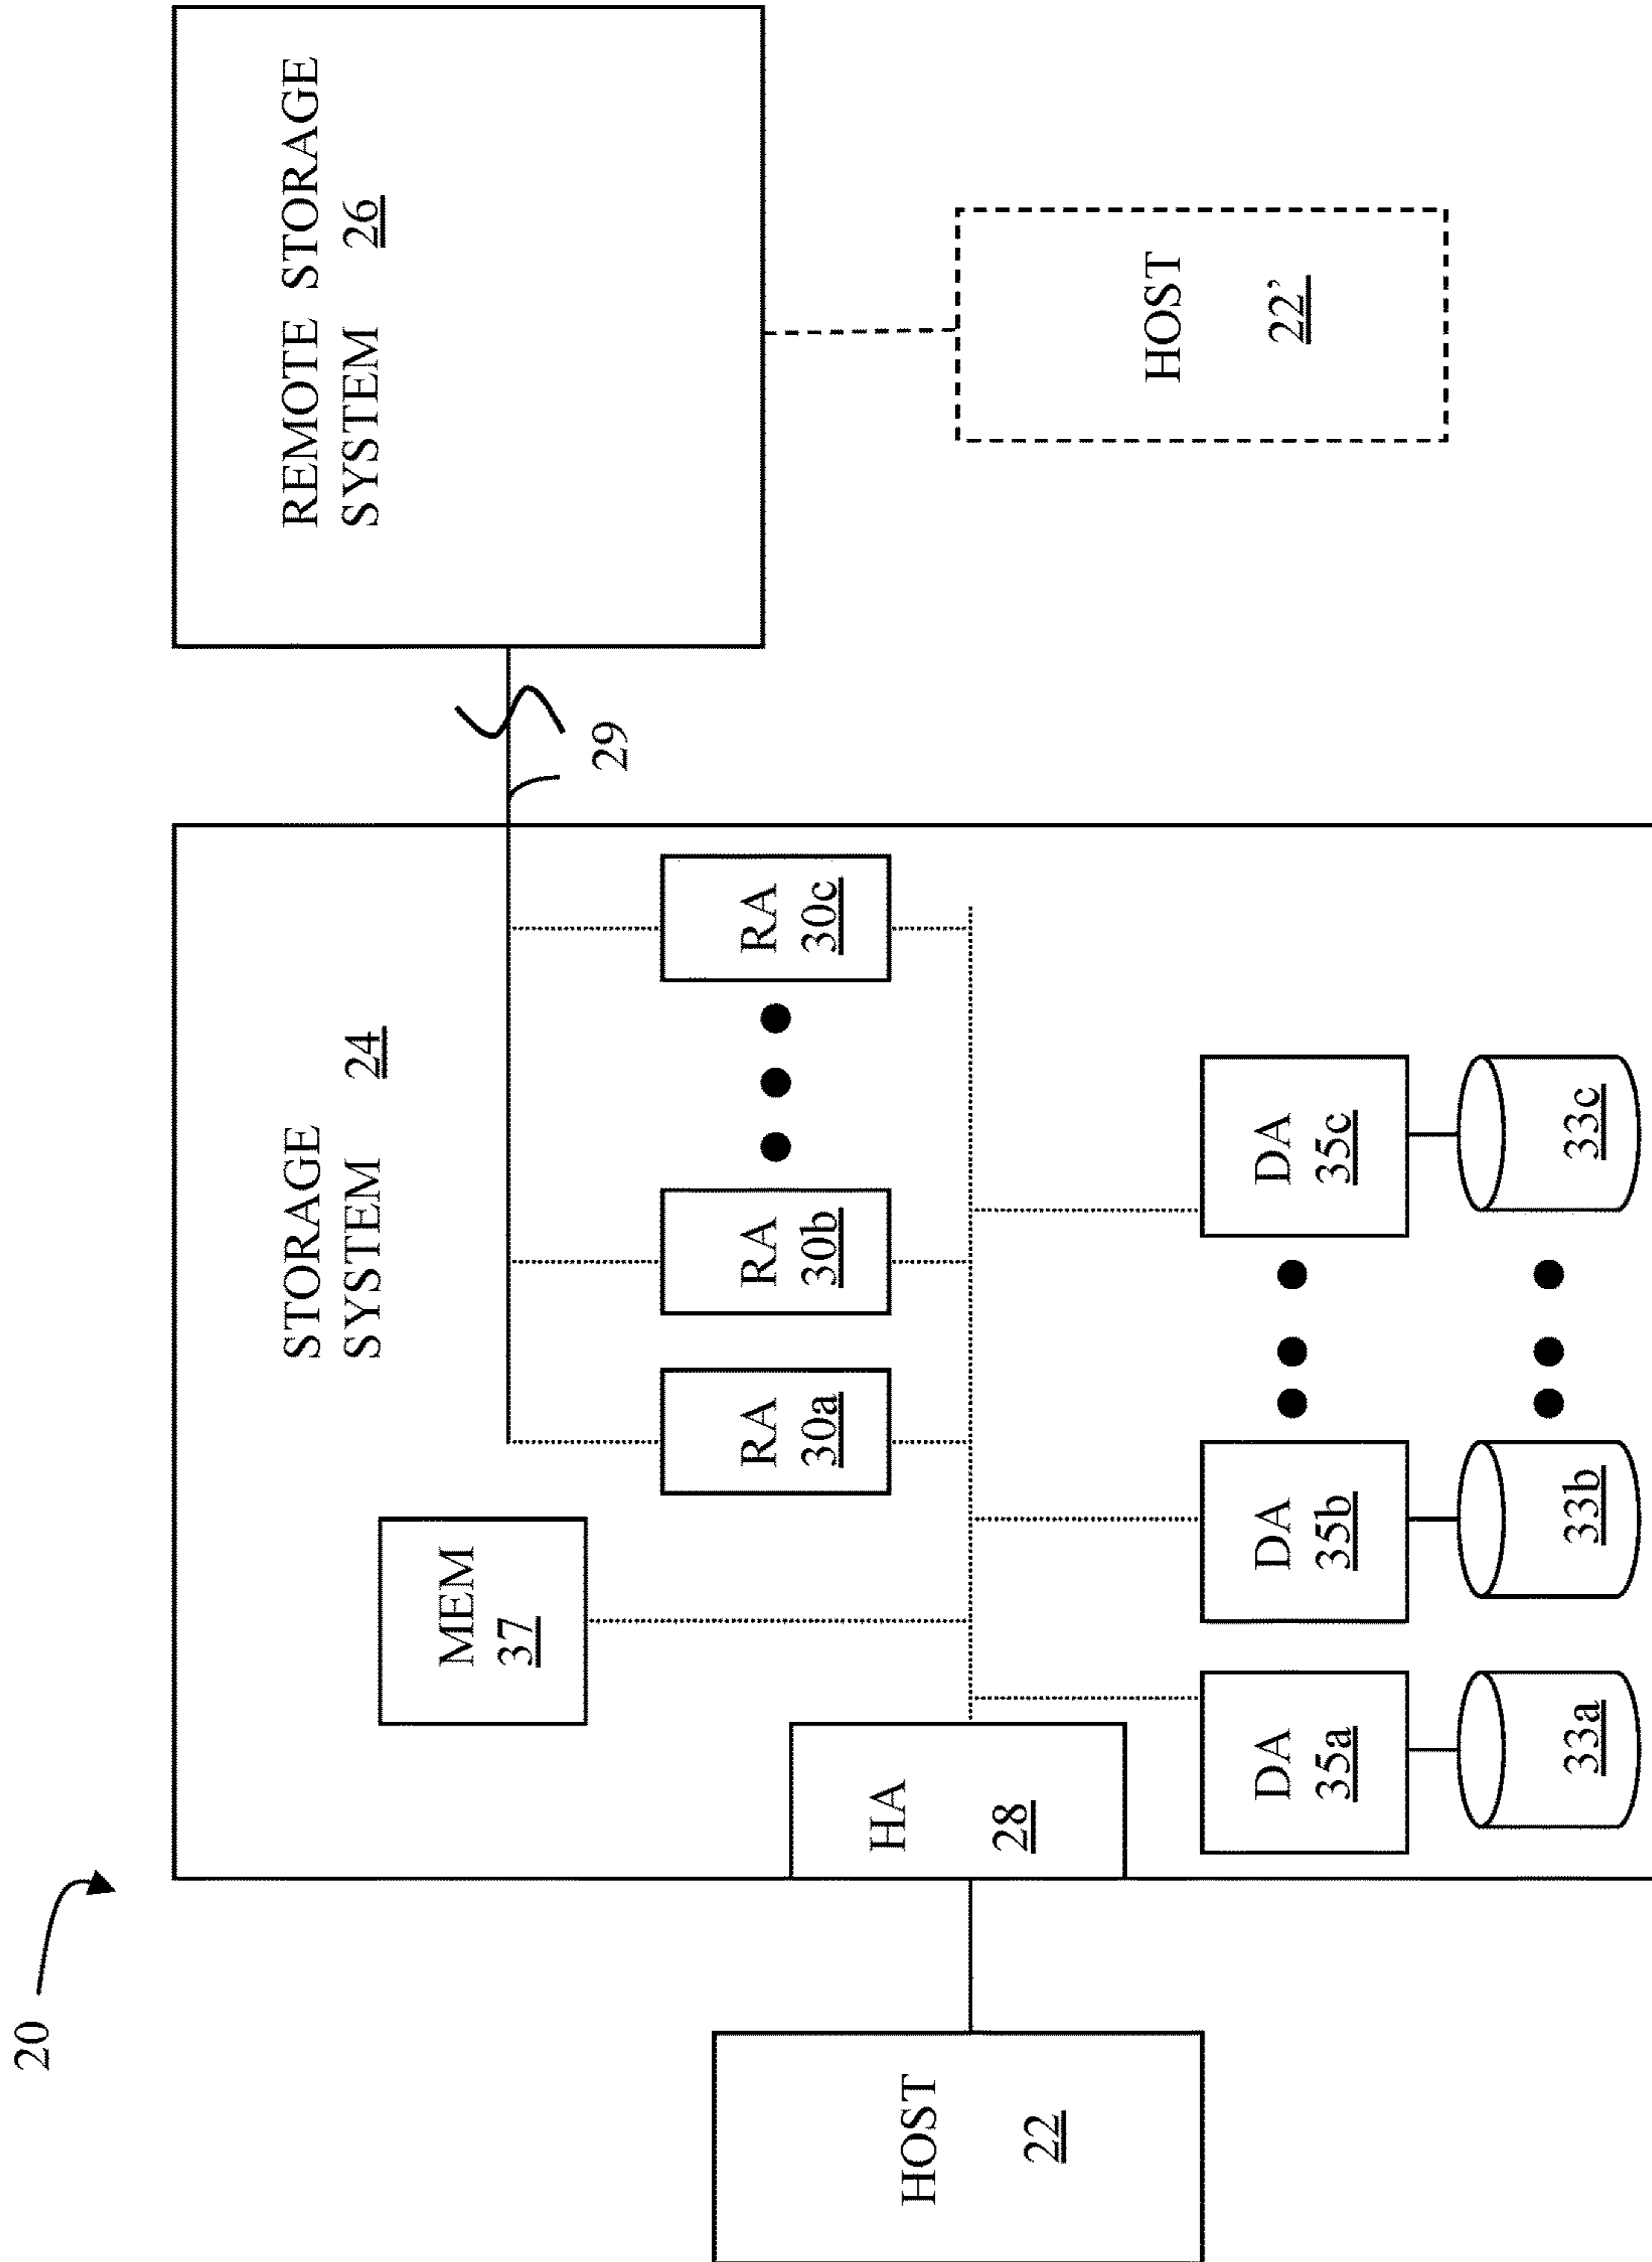 20
STORAGE
SYSTEM 24
REMOTE STORAGE
SYSTEM 26
MEM
37
29
RA
30a
RA
30b
RA
30c
HOST
22
HA
28
HOST
22’
DA
35a
DA
35b
DA
35c
33a
33b
33c